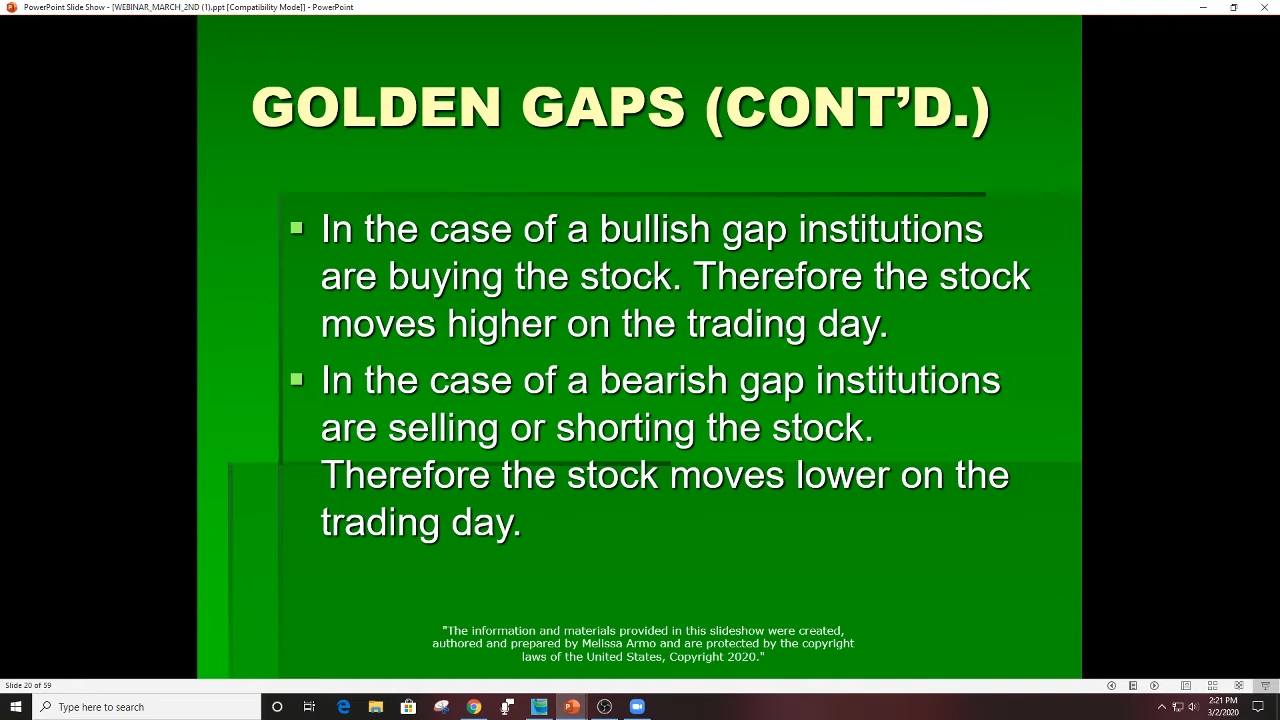 PowerPoint Slide Show - [WEBINAR_MARCH_2ND (1).ppt [Compatibility Mode]] - PowerPoint
GOLDEN GAPS (CONT’D.)
In the case of a bullish gap institutions
are buying the stock. Therefore the stock
moves higher on the trading day.
In the case of a bearish gap institutions
are selling or shorting the stock.
Therefore the stock moves lower on the
trading day.
"The information and materials provided in this slideshow were created,
authored and prepared by Melissa Armo and are protected by the copyright
laws of the United States, Copyright 2020."
Slide 20 of 59
Type here to search
2:21 PM
3/2/2020